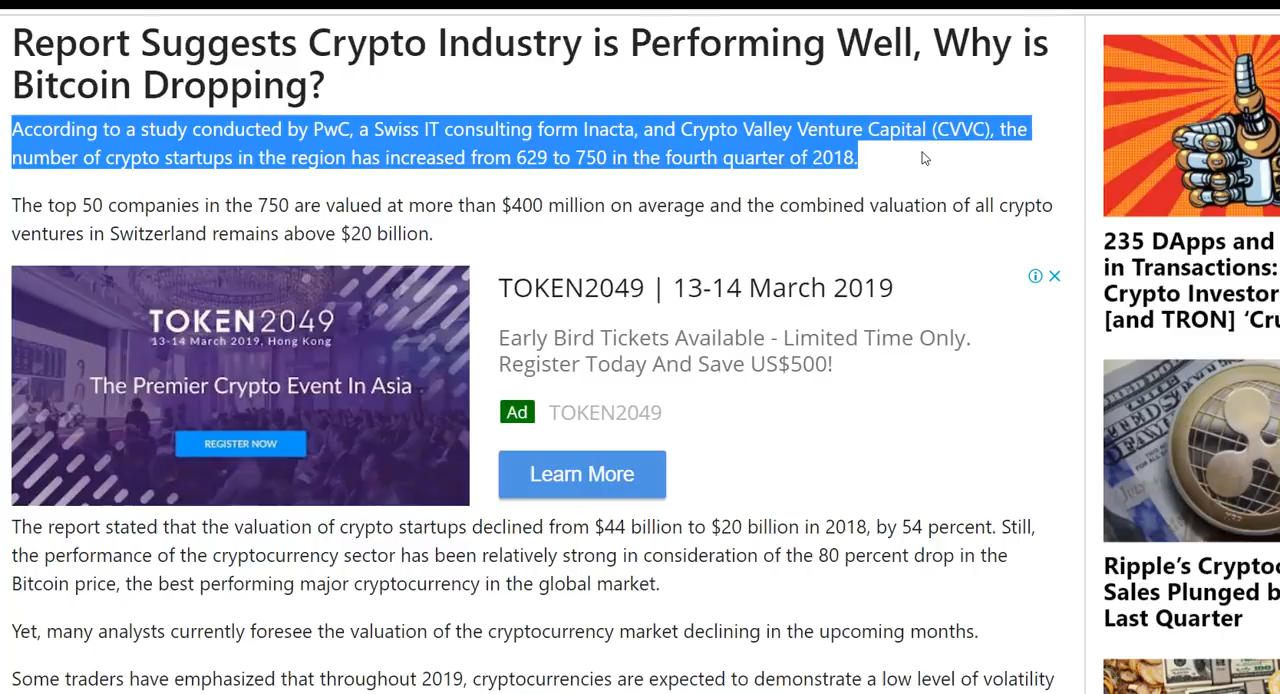 Report Suggests Crypto Industry is Performing Well, Why is
Bitcoin Dropping?
According to a study conducted by PwC, a Swiss IT consulting form Inacta, and Crypto Valley Venture Capital (CVVC), the
number of crypto startups in the region has increased from 629 to 750 in the fourth quarter of 2018.
The top 50 companies in the 750 are valued at more than $400 million on average and the combined valuation of all crypto
ventures in Switzerland remains above $20 billion.
TOKEN2049
13-14 March 2019, Hong Kong
The Premier Crypto Event In Asia
REGISTER NOW
TOKEN2049 | 13-14 March 2019
Early Bird Tickets Available - Limited Time Only.
Register Today And Save US$500!
Ad TOKEN2049
Learn More
The report stated that the valuation of crypto startups declined from $44 billion to $20 billion in 2018, by 54 percent. Still,
the performance of the cryptocurrency sector has been relatively strong in consideration of the 80 percent drop in the
Bitcoin price, the best performing major cryptocurrency in the global market.
Yet, many analysts currently foresee the valuation of the cryptocurrency market declining in the upcoming months.
Some traders have emphasized that throughout 2019, cryptocurrencies are expected to demonstrate a low level of volatility
235 DApps and
in Transactions:
Crypto Investor
[and TRON] ‘Cru
Ripple’s Crypto
Sales Plunged b
Last Quarter